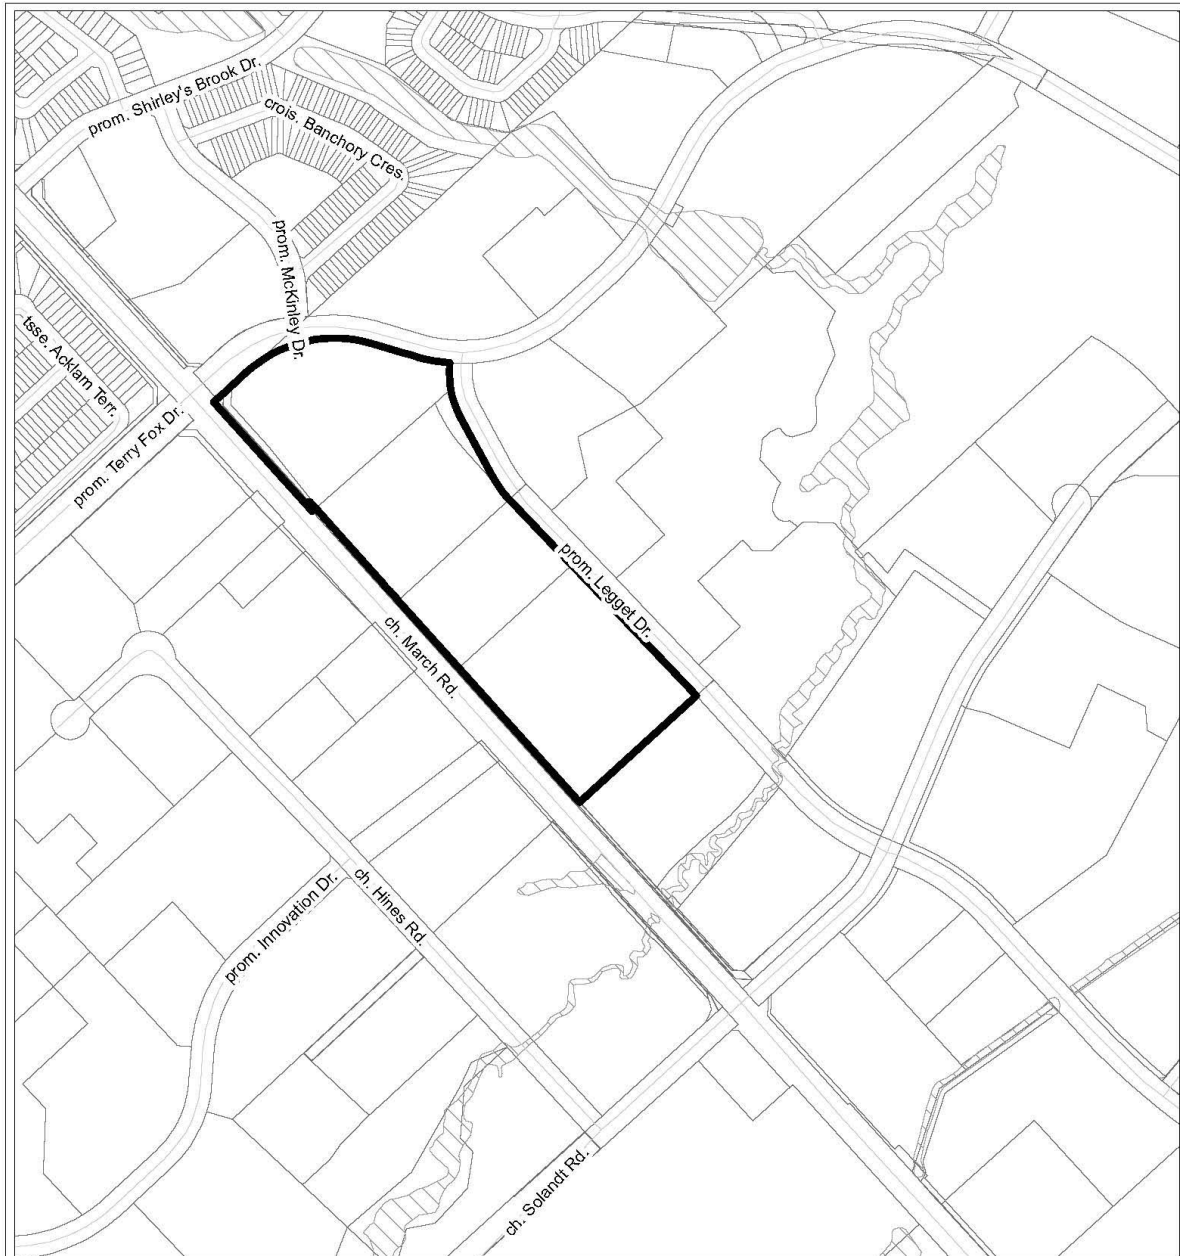 prom. Shirley's Brook Dr.
crois. Banchory Cres.
prom. McKinley Dr.
tsse. Acklam Terr.
prom. Terry Fox Dr.
prom. Legget Dr.
ch. March Rd.
prom. Innovation Dr.
ch. Hines Rd.
ch. Solandt Rd.